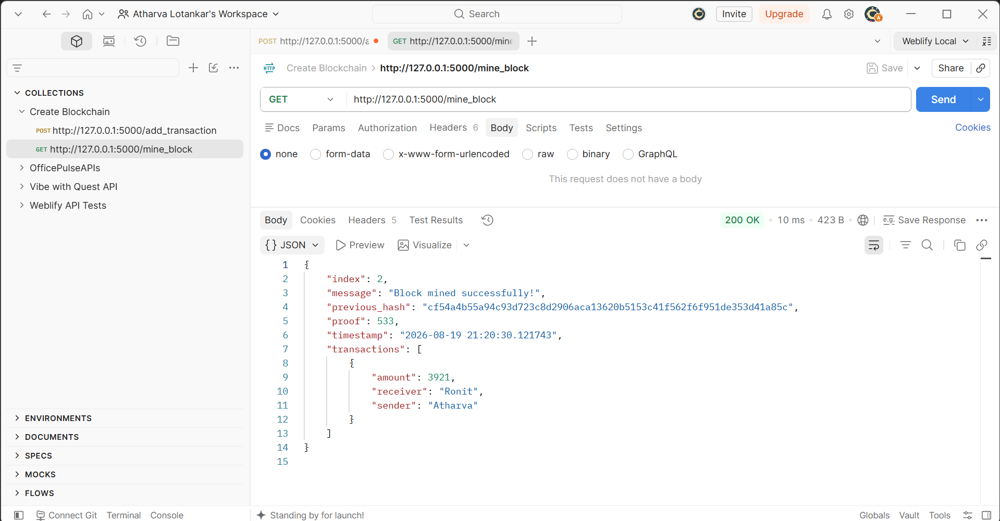 Atharva Lotankar's Workspace
Search
Invite
Upgrade
A
POST http://127.0.0.1:5000/a
GET http://127.0.0.1:5000/mine
Weblify Local
HTTP Create Blockchain > http://127.0.0.1:5000/mine_block
Save
Share
COLLECTIONS
Create Blockchain
POST http://127.0.0.1:5000/add_transaction
GET http://127.0.0.1:5000/mine_block
OfficePulseAPIs
Vibe with Quest API
Weblify API Tests
ENVIRONMENTS
DOCUMENTS
SPECS
MOCKS
FLOWS
GET http://127.0.0.1:5000/mine_block
Send
Docs Params Authorization Headers 6 Body Scripts Tests Settings
Cookies
none form-data x-www-form-urlencoded raw binary GraphQL
This request does not have a body
Body Cookies Headers 5 Test Results
200 OK • 10 ms • 423 B •
e.g. Save Response
{} JSON Preview Visualize
1 {
2 "index": 2,
3 "message": "Block mined successfully!",
4 "previous_hash": "cf54a4b55a94c93d723c8d2906aca13620b5153c41f562f6f951de353d41a85c",
5 "proof": 533,
6 "timestamp": "2026-08-19 21:20:30.121743",
7 "transactions": [
8 {
9 "amount": 3921,
10 "receiver": "Ronit",
11 "sender": "Atharva"
12 }
13 ]
14 }
15
Connect Git Terminal Console
Standing by for launch!
Globals Vault Tools